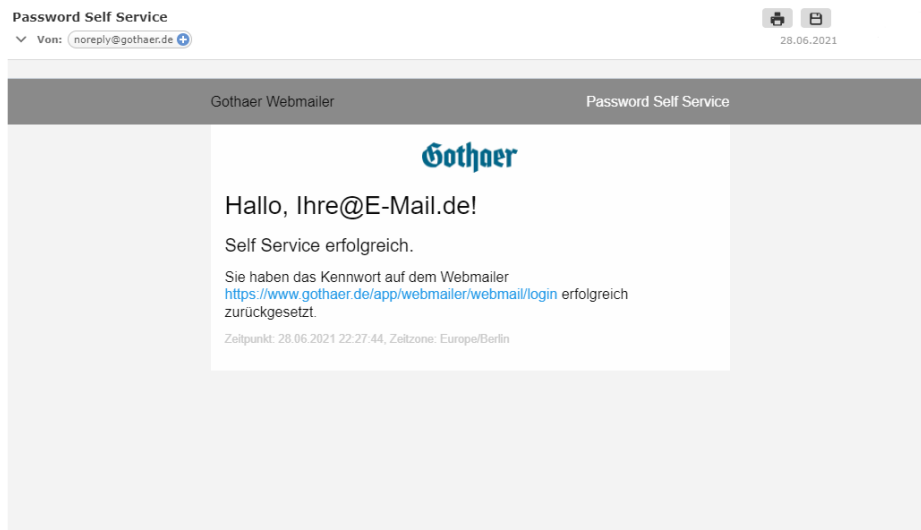 Password Self Service
Von: noreply@gothaer.de
28.06.2021
Gothaer Webmailer
Password Self Service
Gothaer
Hallo, Ihre@E-Mail.de!
Self Service erfolgreich.
Sie haben das Kennwort auf dem Webmailer
https://www.gothaer.de/app/webmailer/webmail/login erfolgreich
zurückgesetzt.
Zeitpunkt: 28.06.2021 22:27:44, Zeitzone: Europe/Berlin